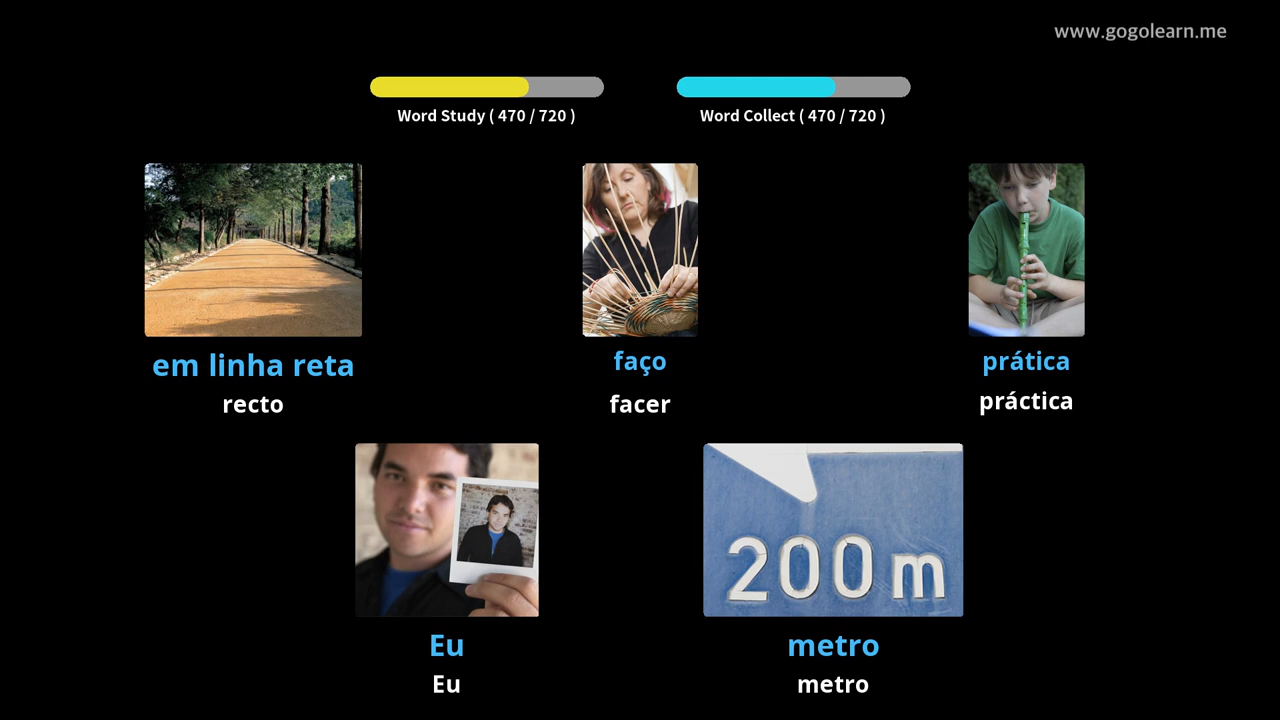 www.gogolearn.me
Word Study ( 470 / 720 )
Word Collect ( 470 / 720 )
em linha reta
recto
faço
facer
prática
práctica
200m
Eu
Eu
metro
metro